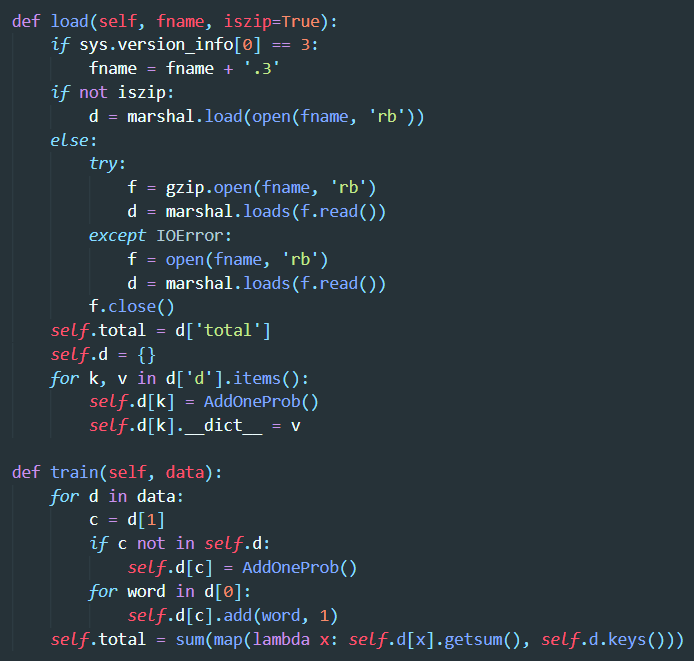 def load(self, fname, iszip=True):
    if sys.version_info[0] == 3:
        fname = fname + '.3'
    if not iszip:
        d = marshal.load(open(fname, 'rb'))
    else:
        try:
            f = gzip.open(fname, 'rb')
            d = marshal.loads(f.read())
        except IOError:
            f = open(fname, 'rb')
            d = marshal.loads(f.read())
        f.close()
    self.total = d['total']
    self.d = {}
    for k, v in d['d'].items():
        self.d[k] = AddOneProb()
        self.d[k].__dict__ = v

def train(self, data):
    for d in data:
        c = d[1]
        if c not in self.d:
            self.d[c] = AddOneProb()
        for word in d[0]:
            self.d[c].add(word, 1)
    self.total = sum(map(lambda x: self.d[x].getsum(), self.d.keys()))